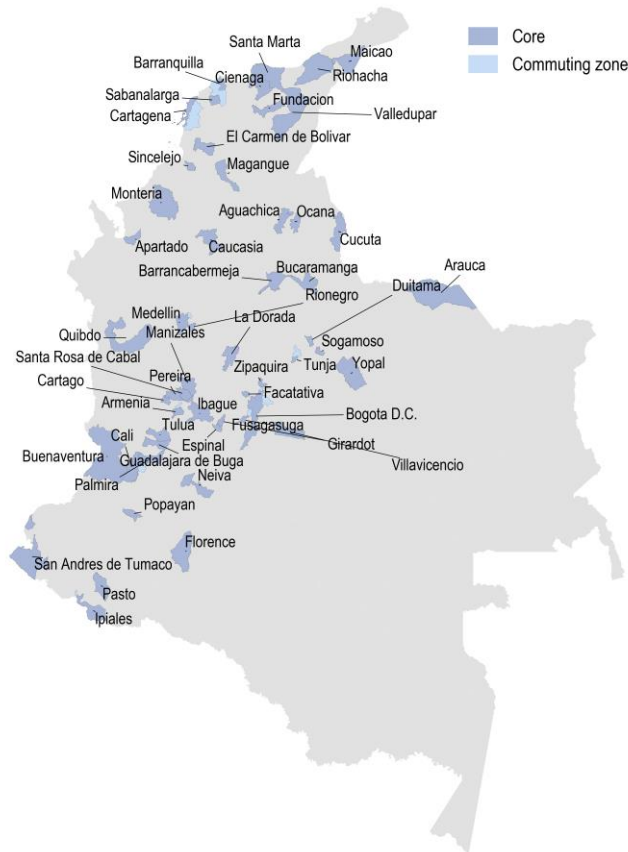 Santa Marta
Maicao
Core
Barranquilla
Cienaga
Riohacha
Commuting zone
Sabanalarga
Fundacion
Cartagena
Valledupar
El Carmen de Bolivar
Sincelejo
Magangue
Monteria
Aguachica
Ocana
Apartado
Caucasia
Cucuta
Barrancabermeja
Bucaramanga
Arauca
Duitama
Rionegro
Medellin
La Dorada
Quibdo
Manizales
Sogamoso
Santa Rosa de Cabal
Zipaquira
Tunja
Yopal
Pereira
Cartago
Facatativa
Armenia
Ibague
Bogota D.C.
Tulua
Fusagasuga
Cali
Espinal
Girardot
Buenaventura
Guadalajara de Buga
Villavicencio
Palmira
Neiva
Popayan
Florence
San Andres de Tumaco
Pasto
Ipiales